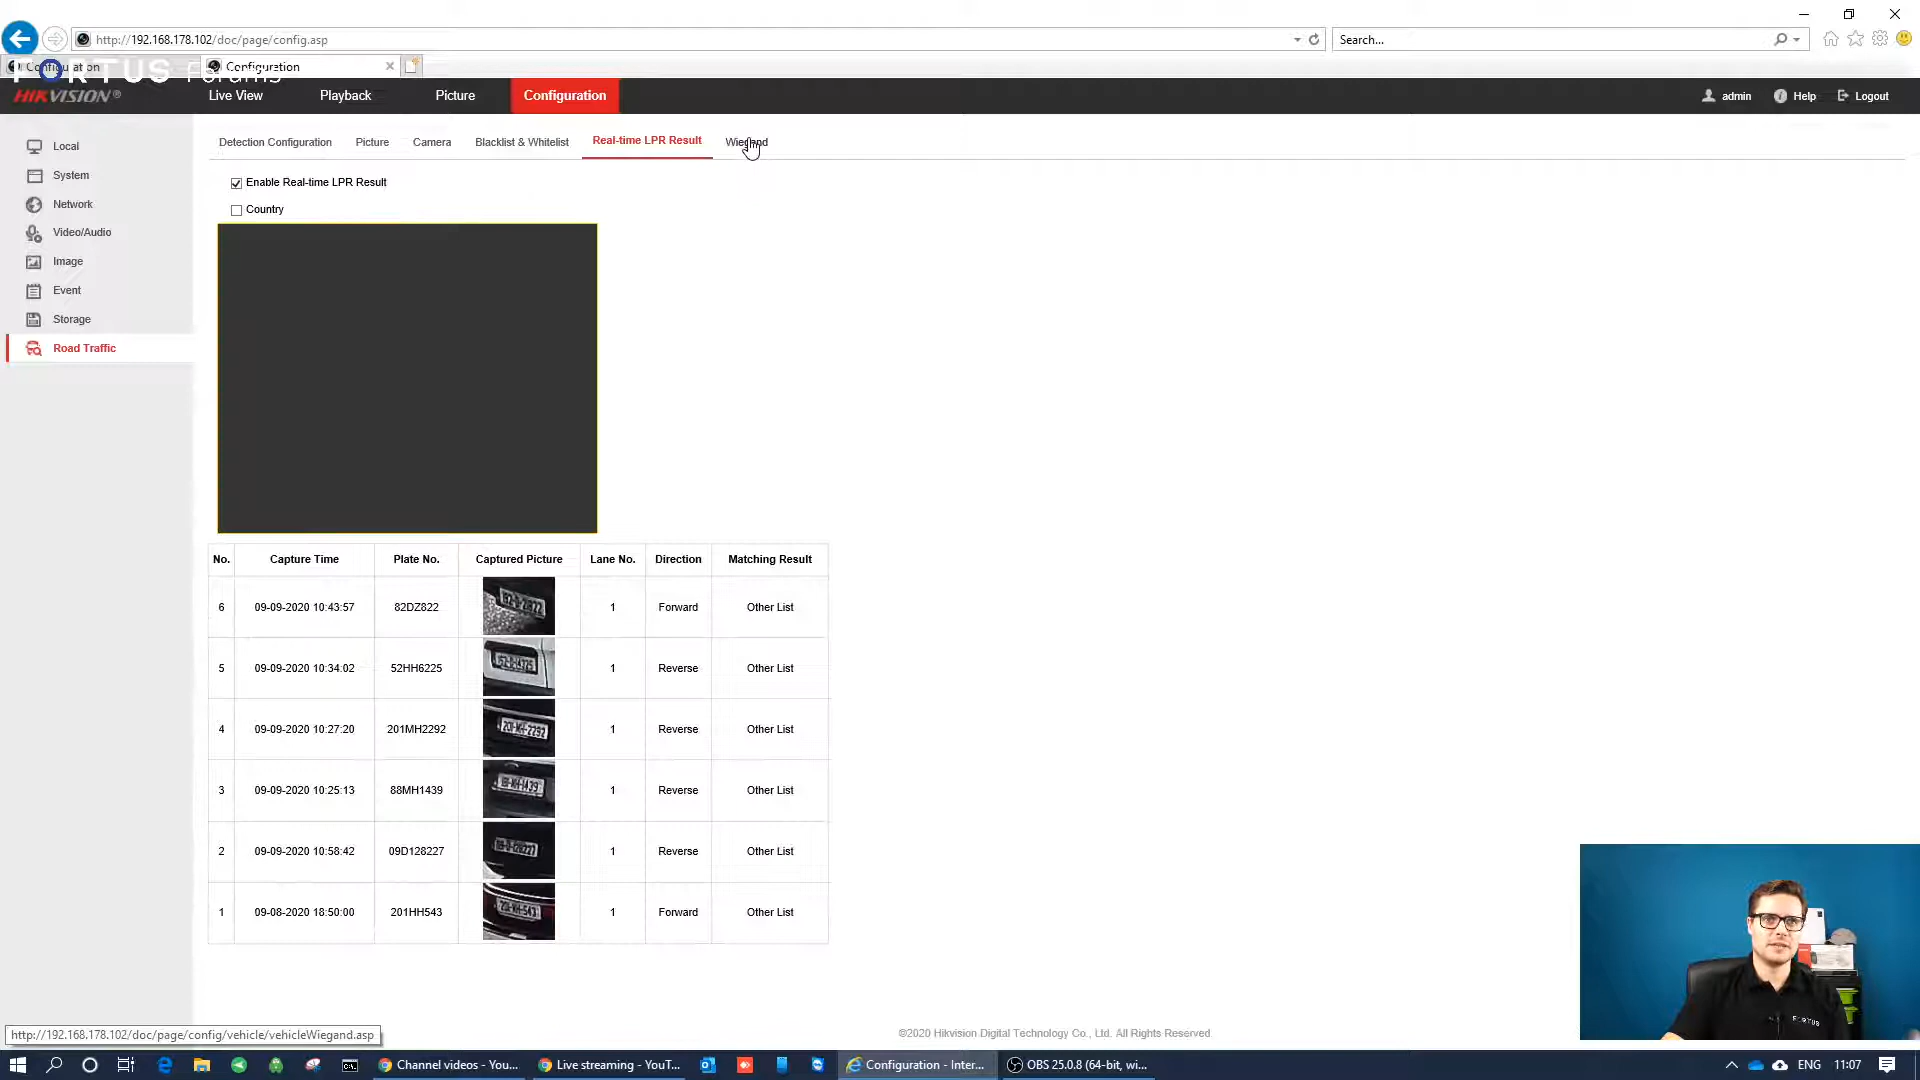 http://192.168.178.102/doc/page/config.asp
Search...
Configuration
Configuration
FORTUS Forums
HIKVISION®
Live View
Playback
Picture
Configuration
admin
Help
Logout
Local
System
Network
Video/Audio
Image
Event
Storage
Road Traffic
Detection Configuration
Picture
Camera
Blacklist & Whitelist
Real-time LPR Result
Wiegand
Enable Real-time LPR Result
Country
No. Capture Time Plate No. Captured Picture Lane No. Direction Matching Result
6 09-09-2020 10:43:57 82DZ822 1 Forward Other List
5 09-09-2020 10:34:02 52HH6225 1 Reverse Other List
4 09-09-2020 10:27:20 201MH2292 201-MH-2292 1 Reverse Other List
3 09-09-2020 10:25:13 88MH1439 1 Reverse Other List
2 09-09-2020 10:58:42 09D128227 1 Reverse Other List
1 09-08-2020 18:50:00 201HH543 1 Forward Other List
FORTUS
http://192.168.178.102/doc/page/config/vehicle/vehicleWiegand.asp
©2020 Hikvision Digital Technology Co., Ltd. All Rights Reserved
Channel videos - You...
Live streaming - YouT...
Configuration - Inter...
OBS 25.0.8 (64-bit, wi...
ENG
11:07